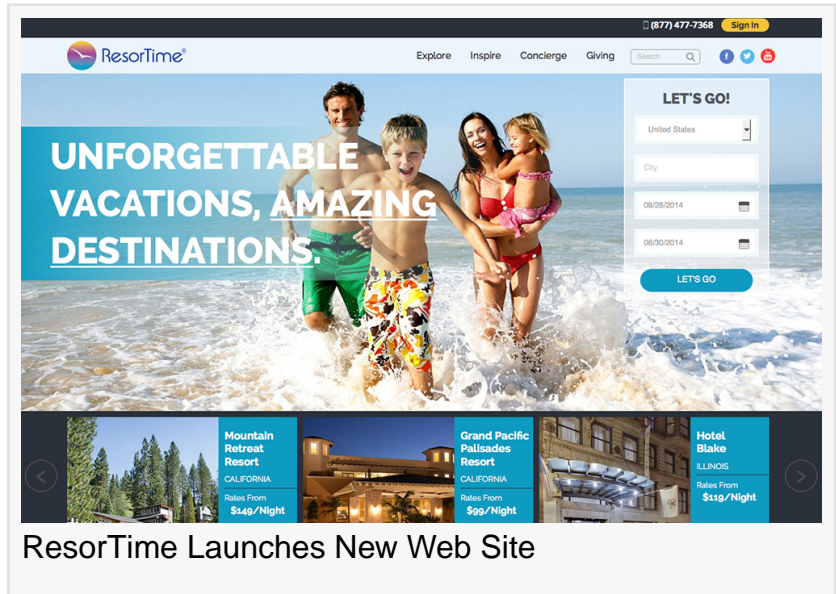 (877) 477-7368 Sign In
ResorTime®
Explore Inspire Concierge Giving Search
LET'S GO!
United States
City
08/28/2014
08/30/2014
LET'S GO
UNFORGETTABLE
VACATIONS, AMAZING
DESTINATIONS.
Mountain
Retreat
Resort
CALIFORNIA
Rates From
$149/Night
Grand Pacific
Palisades
Resort
CALIFORNIA
Rates From
$99/Night
Hotel
Blake
ILLINOIS
Rates From
$119/Night
ResorTime Launches New Web Site